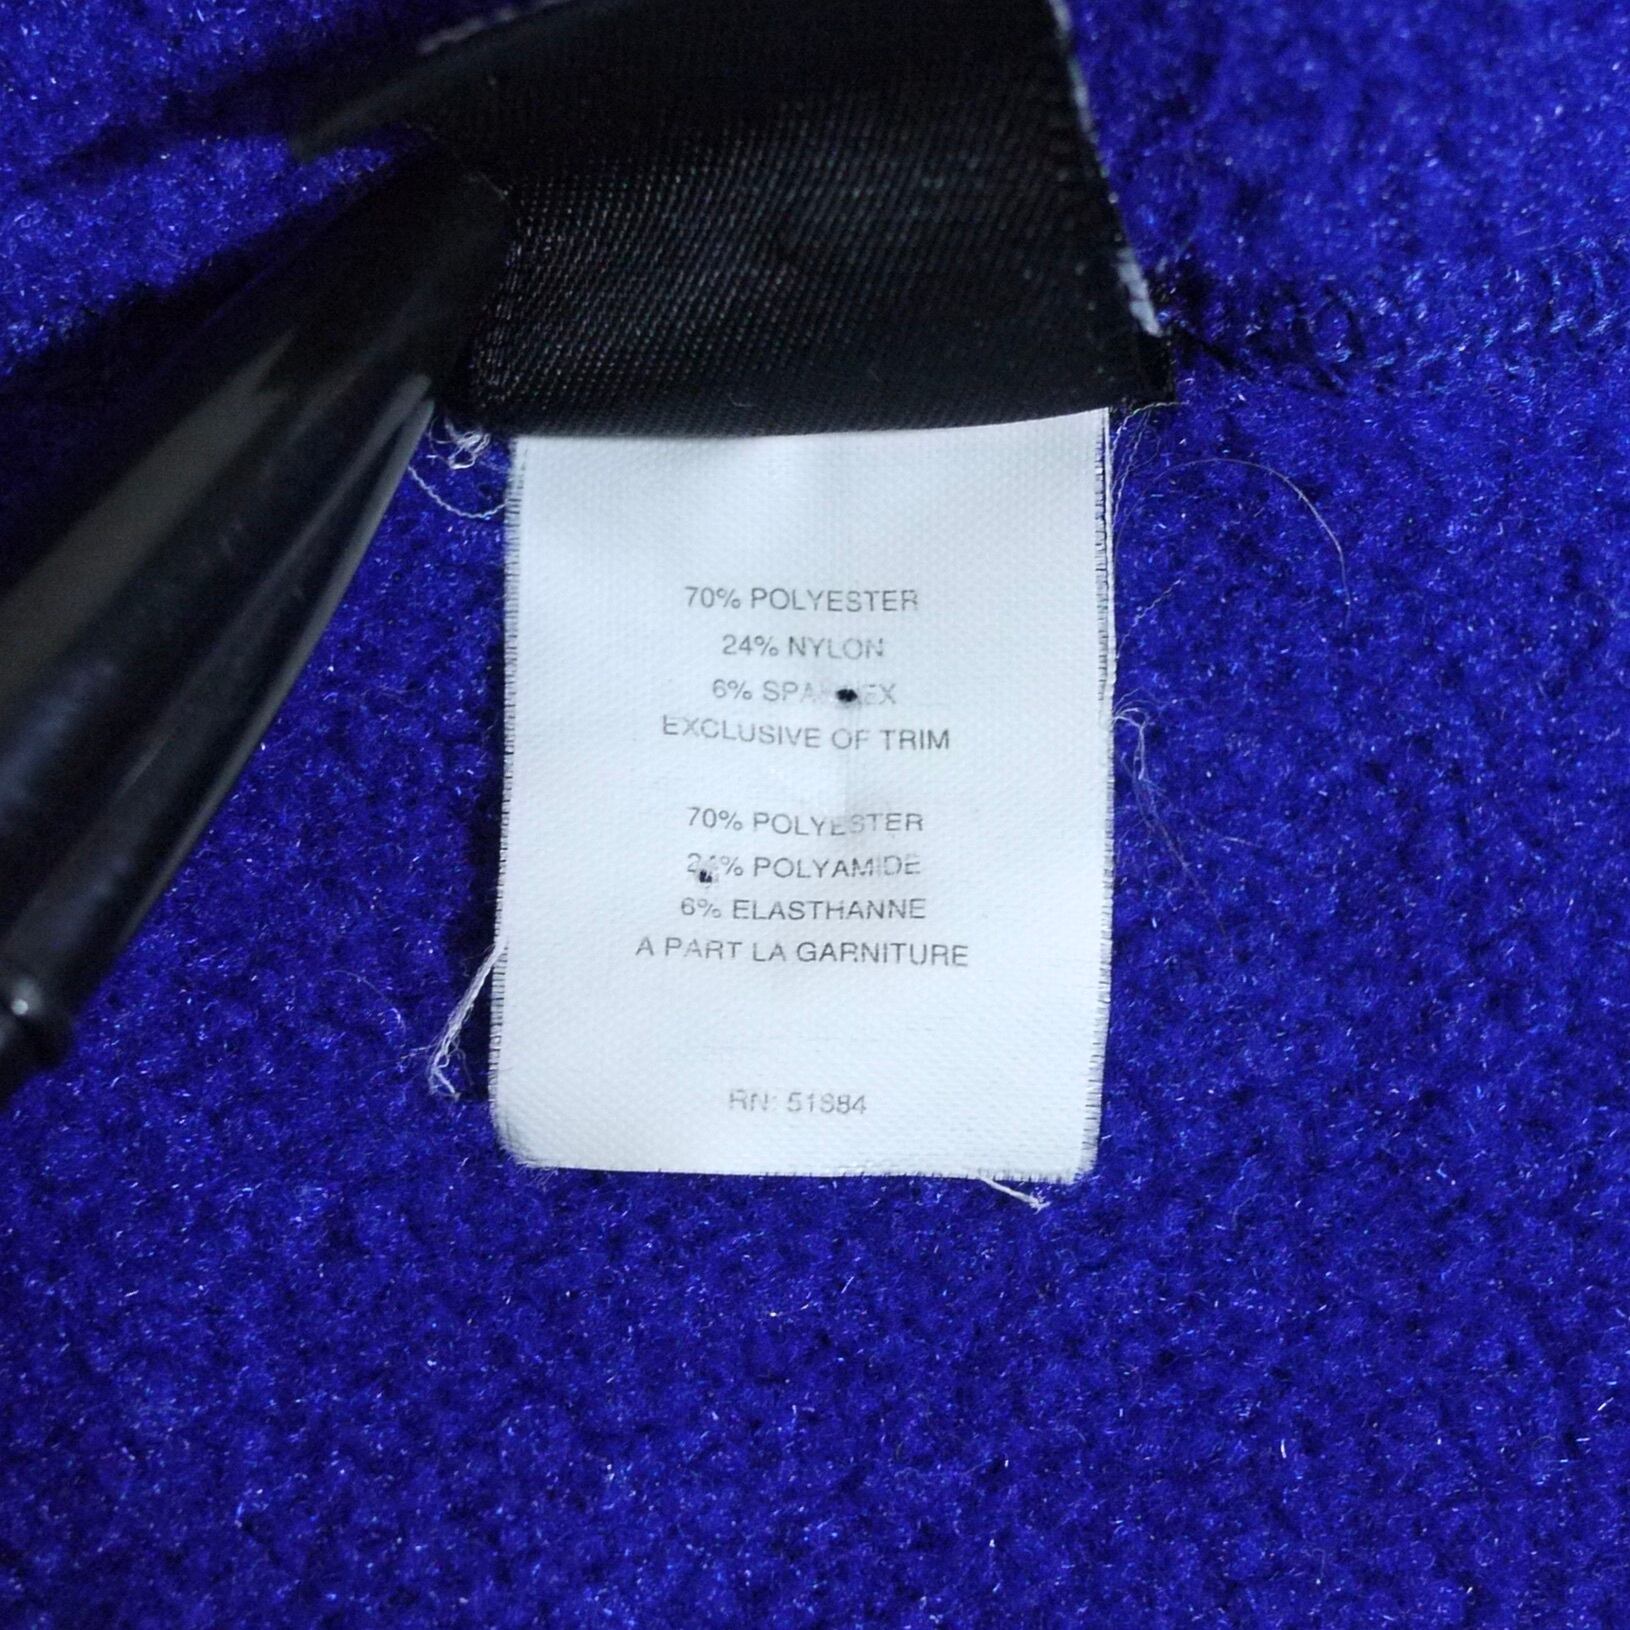 70% POLYESTER
24% NYLON
6% SPANDEX
EXCLUSIVE OF TRIM
70% POLYESTER
24% POLYAMIDE
6% ELASTHANNE
A PART LA GARNITURE
RN: 51884